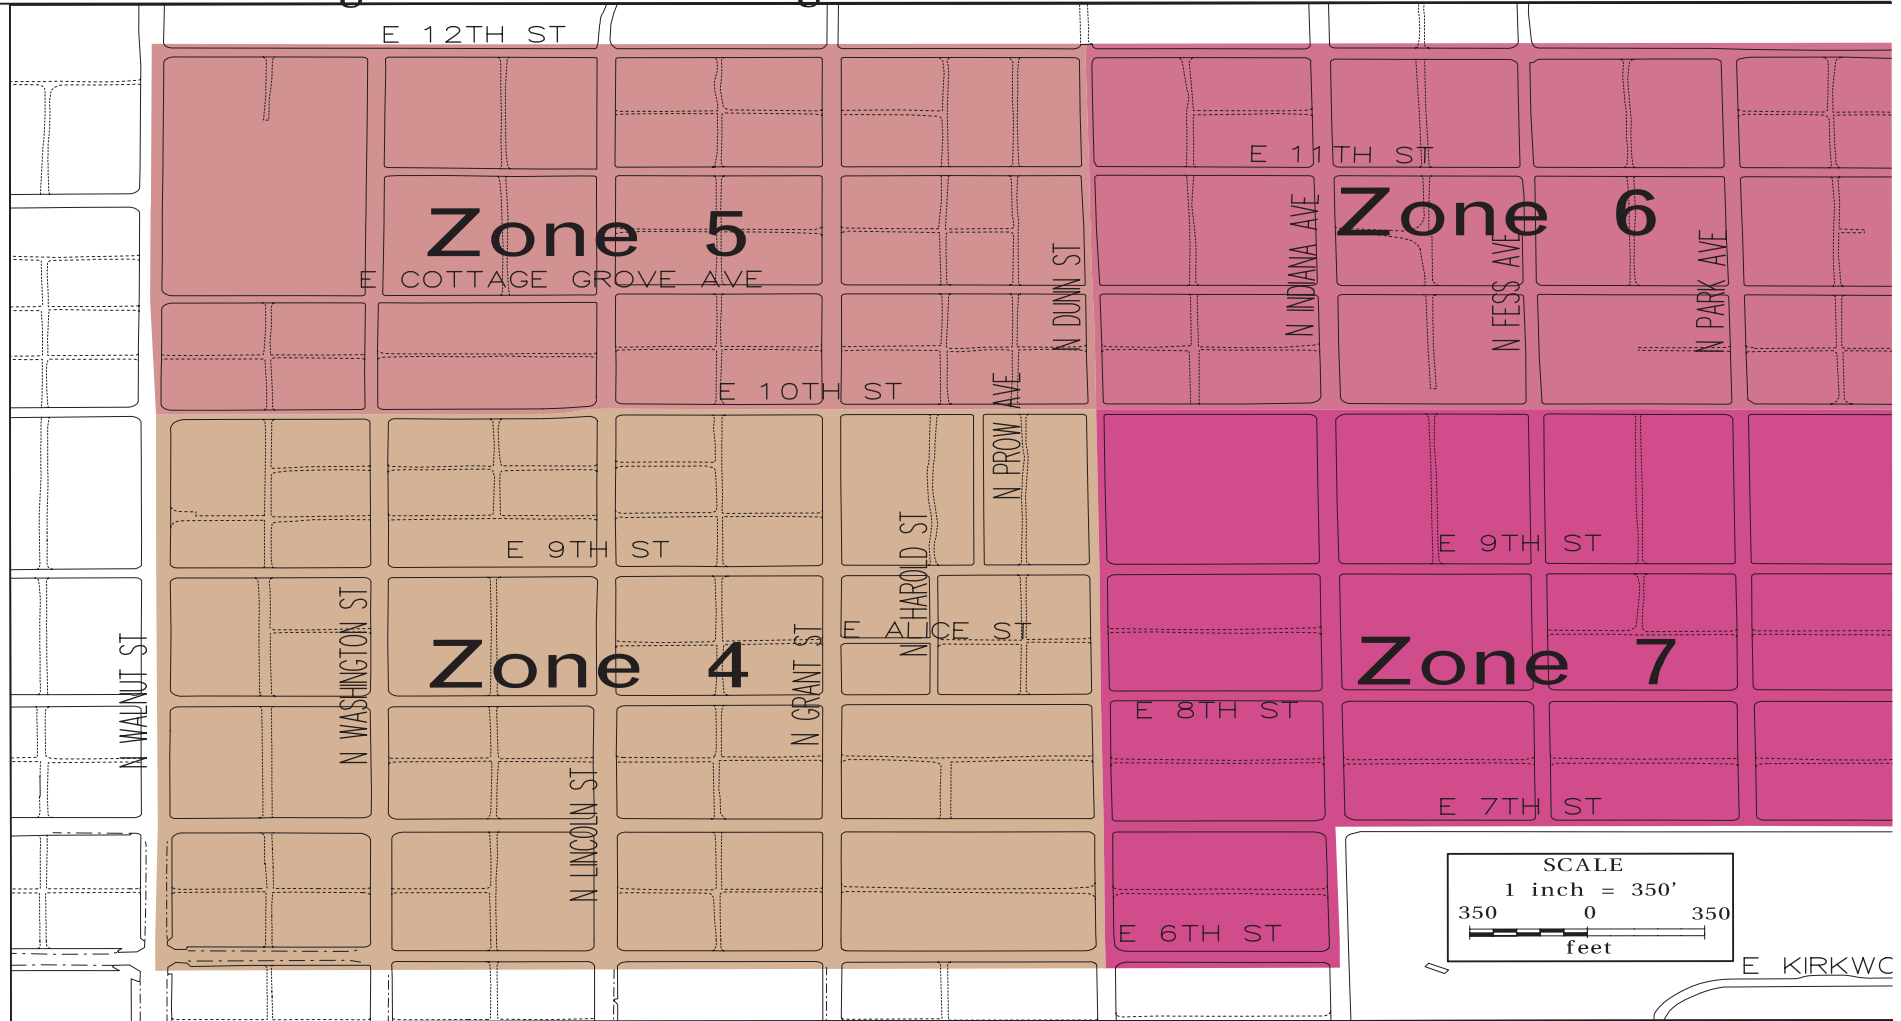 E 12TH ST
E 11TH ST
Zone 5
Zone 6
E COTTAGE GROVE AVE
N DUNN ST
N INDIANA AVE
N FESS AVE
N PARK AVE
E 10TH ST
N PROW AVE
E 9TH ST
E 9TH ST
N HAROLD ST
E ALICE ST
N WALNUT ST
N WASHINGTON ST
Zone 4
N GRANT ST
Zone 7
E 8TH ST
N LINCOLN ST
E 7TH ST
E 6TH ST
SCALE
1 inch = 350'
350 0 350
feet
E KIRKWO